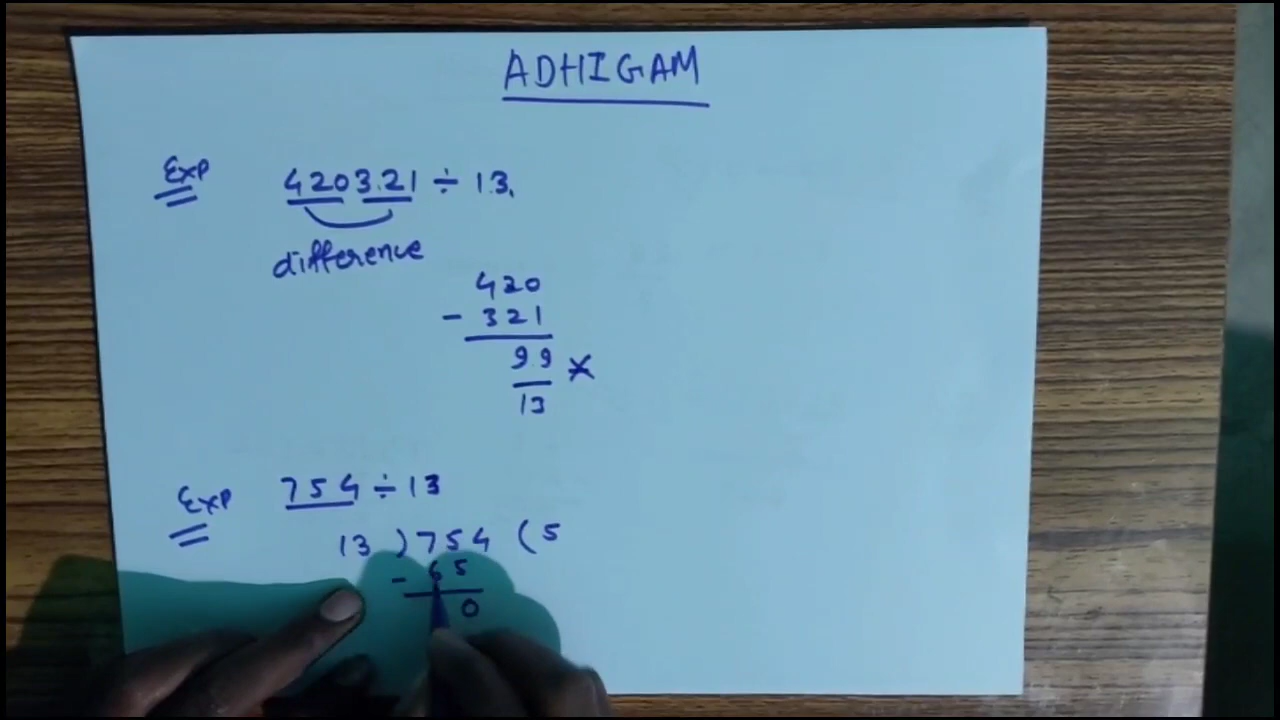 ADHIGAM
Exp 420321 ÷ 13.
difference
420
- 321
99 ×
13
Exp 754 ÷ 13
13 ) 754 ( 5
- 65
0